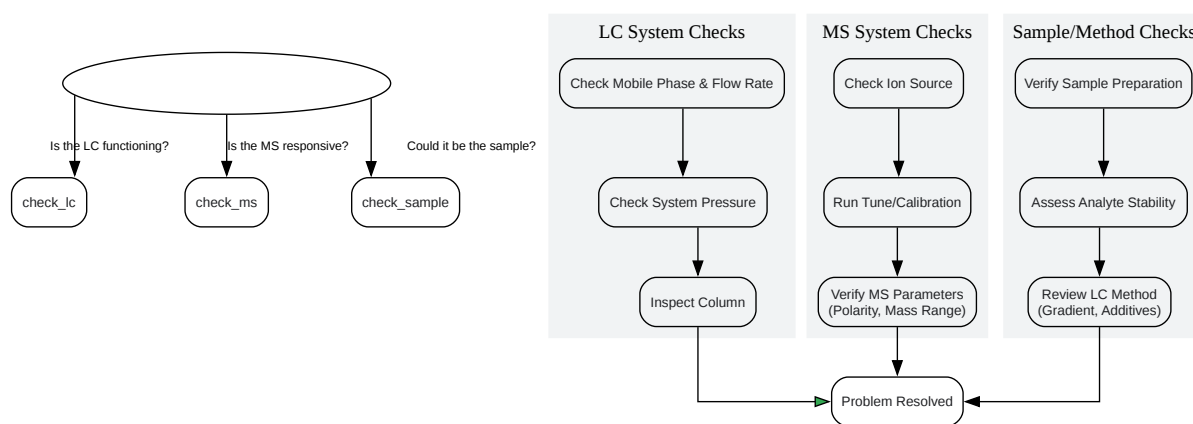 LC System Checks
MS System Checks
Sample/Method Checks
Check Mobile Phase & Flow Rate
Check Ion Source
Verify Sample Preparation
Is the LC functioning?
Is the MS responsive?
Could it be the sample?
check_lc
check_ms
check_sample
Check System Pressure
Run Tune/Calibration
Assess Analyte Stability
Inspect Column
Verify MS Parameters
(Polarity, Mass Range)
Review LC Method
(Gradient, Additives)
Problem Resolved